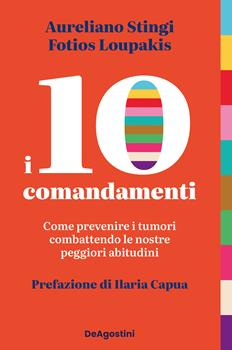 Aureliano Stingi
Fotios Loupakis
i 10
comandamenti
Come prevenire i tumori
combattendo le nostre
peggiori abitudini
Prefazione di Ilaria Capua
DeAgostini